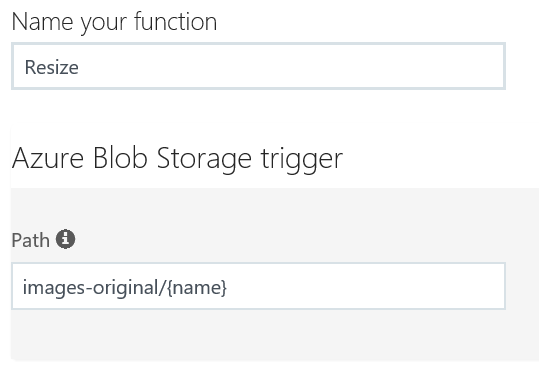 Name your function
Resize
Azure Blob Storage trigger
Path
images-original/{name}